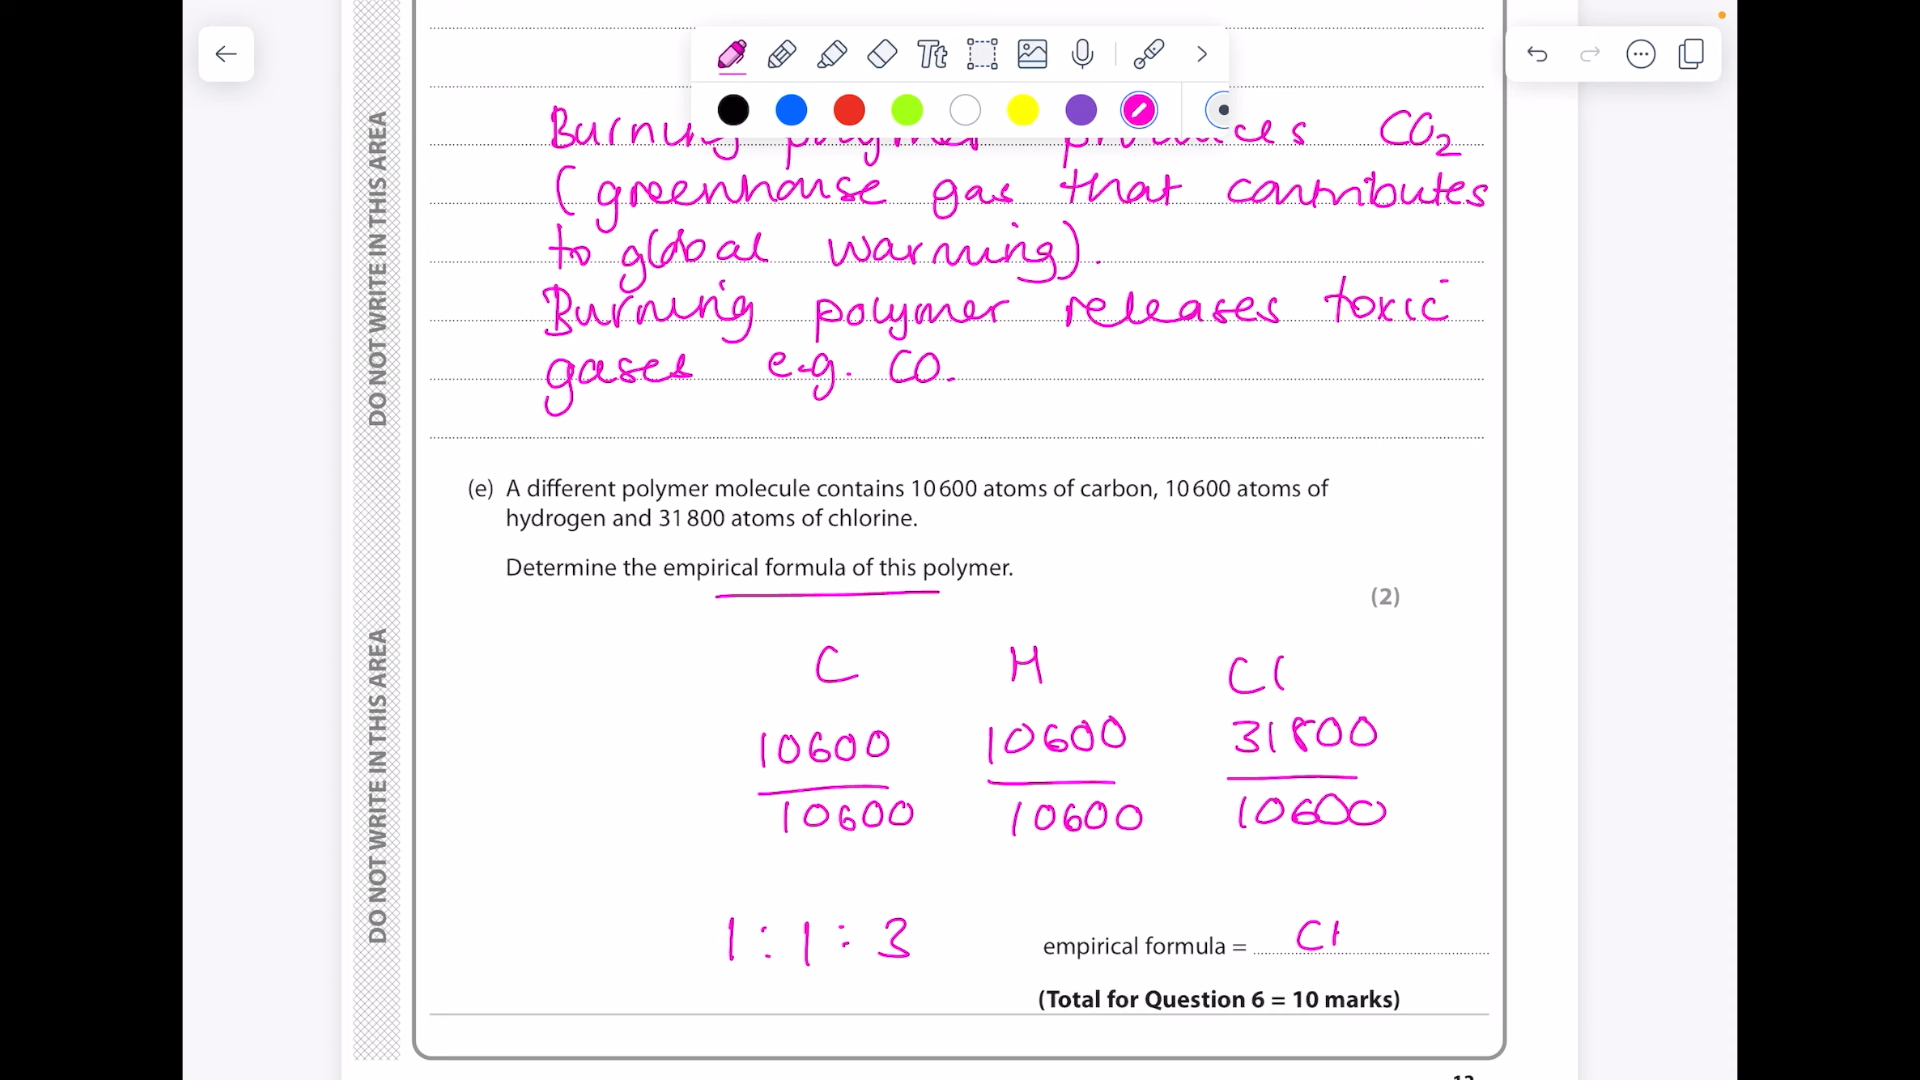 Tt
Burning polymer produces CO₂
(greenhouse gas that contributes
to global warming).
Burning polymer releases toxic
gases e.g. CO.
DO NOT WRITE IN THIS AREA
DO NOT WRITE IN THIS AREA
(e) A different polymer molecule contains 10 600 atoms of carbon, 10 600 atoms of
hydrogen and 31 800 atoms of chlorine.
Determine the empirical formula of this polymer.
(2)
C H Cl
10600 10600 31800
10600 10600 10600
1 : 1 : 3
empirical formula = CH
(Total for Question 6 = 10 marks)